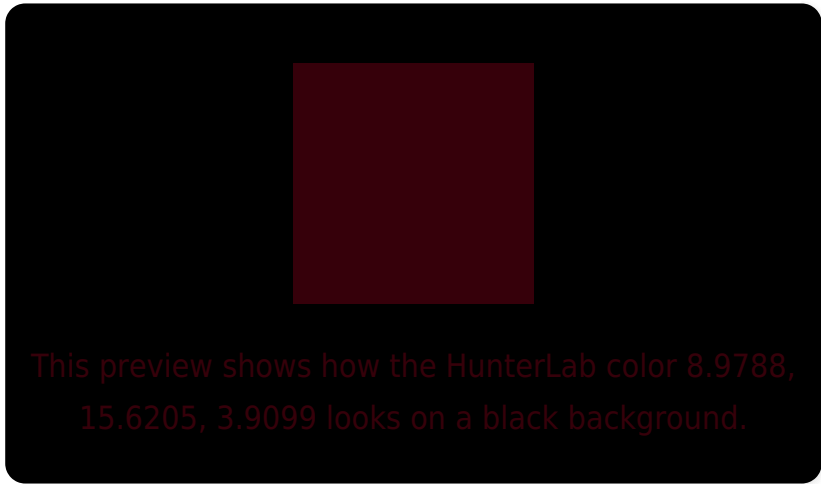 This preview shows how the HunterLab color 8.9788,
15.6205, 3.9099 looks on a black background.